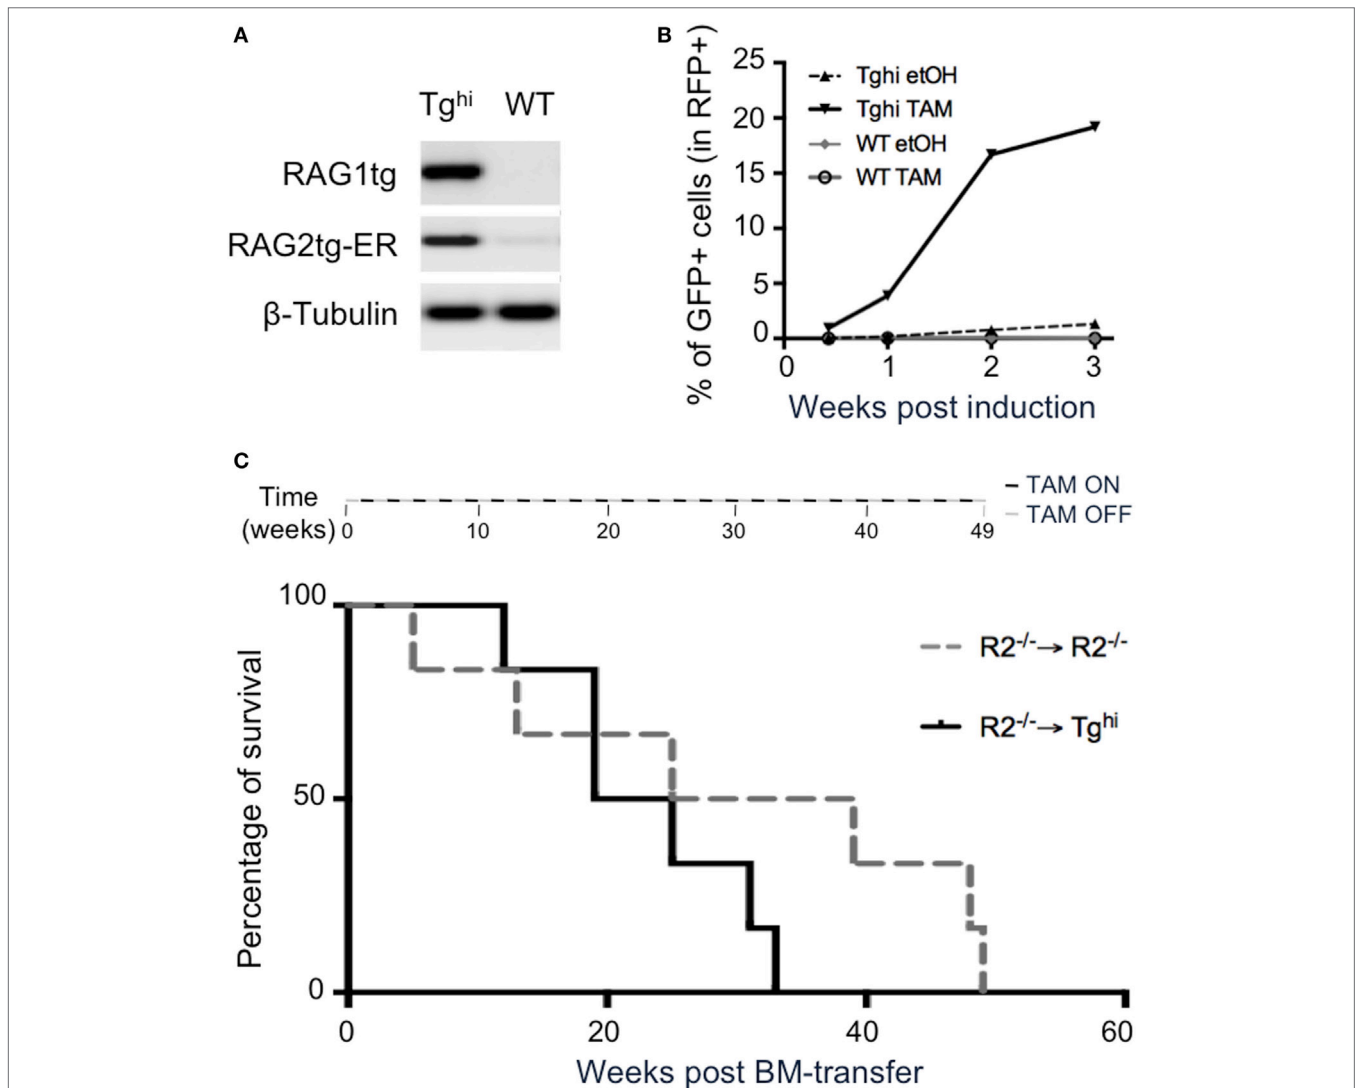 A
Tghi WT
RAG1tg
RAG2tg-ER
β-Tubulin
B
% of GFP+ cells (in RFP+)
25
20
15
10
5
0
Tghi etOH
Tghi TAM
WT etOH
WT TAM
0 1 2 3
Weeks post induction
C
Time
(weeks)
0 10 20 30 40 49
TAM ON
TAM OFF
Percentage of survival
100
50
0
R2-/-→ R2-/-
R2-/-→ Tghi
0 20 40 60
Weeks post BM-transfer